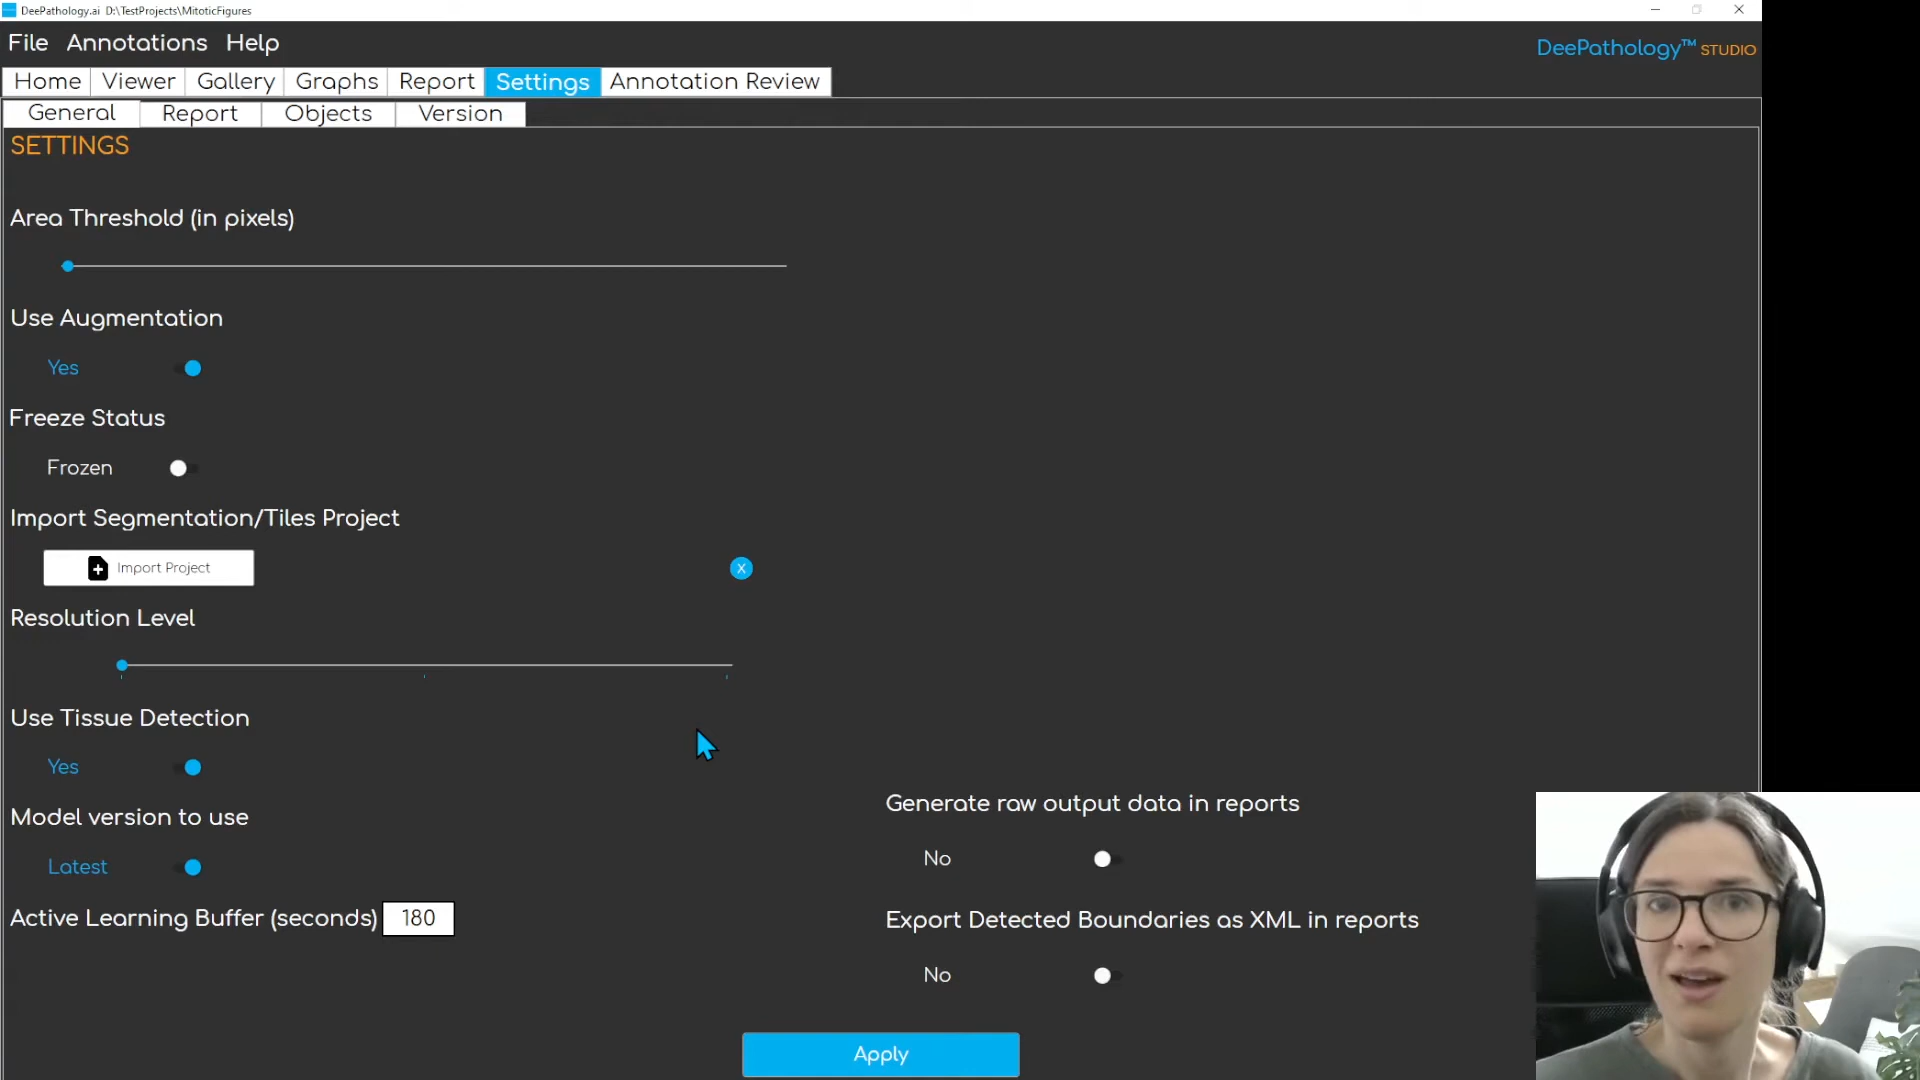 DeePathology.ai D:\TestProjects\MitoticFigures
File Annotations Help
DeePathology™ STUDIO
Home Viewer Gallery Graphs Report Settings Annotation Review
General Report Objects Version
SETTINGS
Area Threshold (in pixels)
Use Augmentation
Yes
Freeze Status
Frozen
Import Segmentation/Tiles Project
Import Project
X
Resolution Level
Use Tissue Detection
Yes
Model version to use
Latest
Active Learning Buffer (seconds) 180
Generate raw output data in reports
No
Export Detected Boundaries as XML in reports
No
Apply